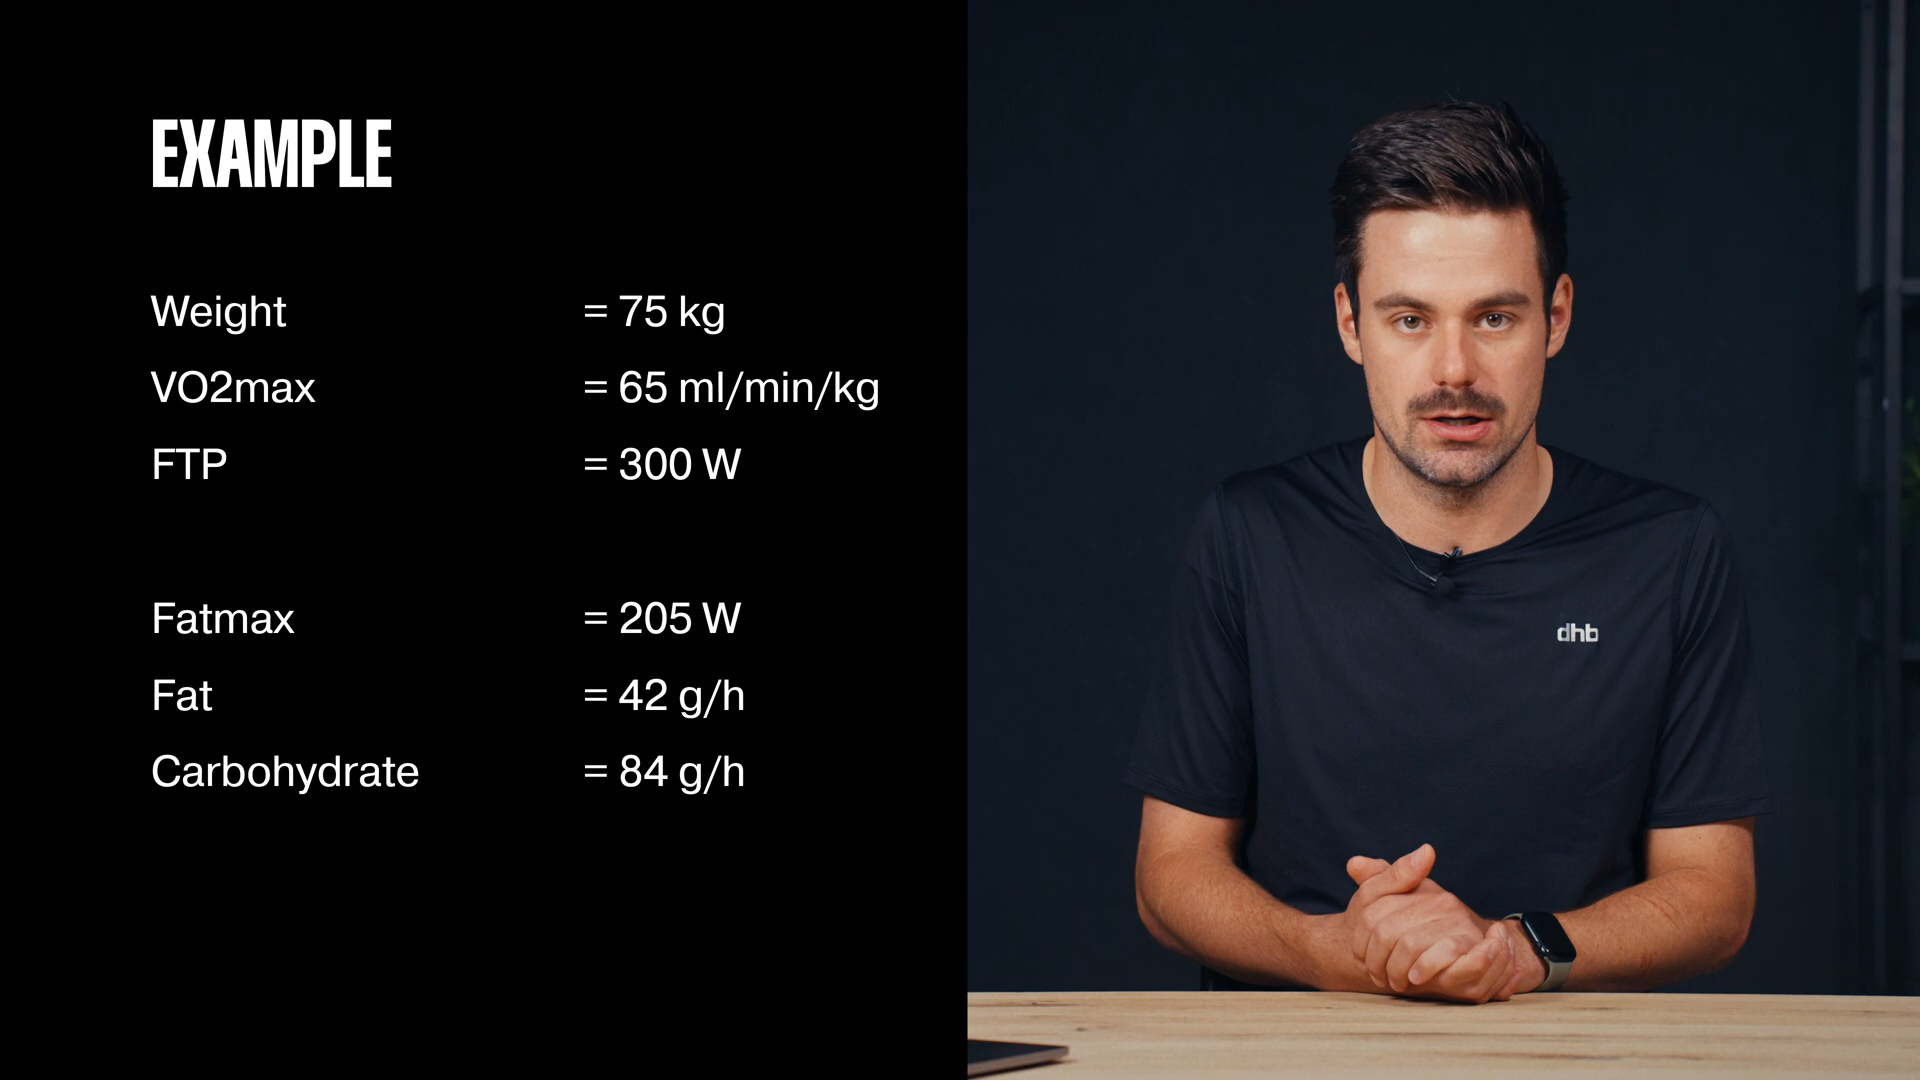 EXAMPLE
Weight = 75 kg
VO2max = 65 ml/min/kg
FTP = 300 W
Fatmax = 205 W
Fat = 42 g/h
Carbohydrate = 84 g/h
dhb